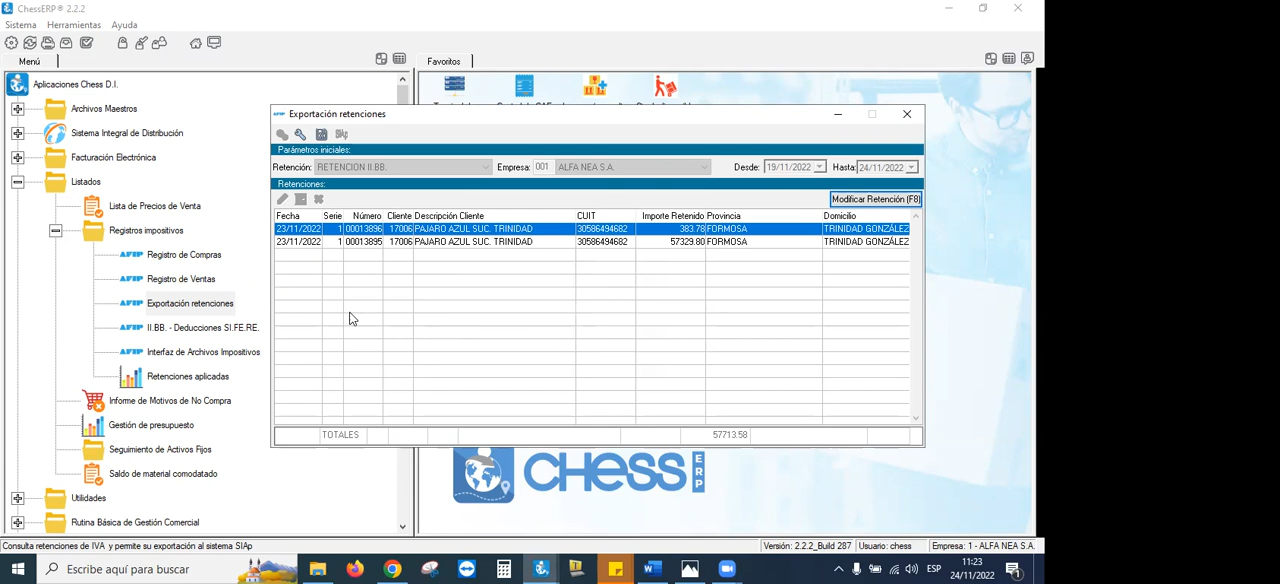 ChessERP® 2.2.2
Sistema Herramientas Ayuda
Menú
Favoritos
Aplicaciones Chess D.I.
Archivos Maestros
Sistema Integral de Distribución
Facturación Electrónica
Listados
Lista de Precios de Venta
Registros impositivos
AFIP Registro de Compras
AFIP Registro de Ventas
AFIP Exportación retenciones
AFIP II.BB. - Deducciones SI.FE.RE.
AFIP Interfaz de Archivos Impositivos
Retenciones aplicadas
Informe de Motivos de No Compra
Gestión de presupuesto
Seguimiento de Activos Fijos
Saldo de material comodatado
Utilidades
Rutina Básica de Gestión Comercial
Exportación retenciones
SIAp
Parámetros iniciales:
Retención: RETENCION II.BB. Empresa: 001 ALFA NEA S.A. Desde: 19/11/2022 Hasta: 24/11/2022
Retenciones:
Modificar Retención (F8)
Fecha Serie Número Cliente Descripción Cliente CUIT Importe Retenido Provincia Domicilio
23/11/2022 1 00013896 17006 PAJARO AZUL SUC. TRINIDAD 30586494682 383.78 FORMOSA TRINIDAD GONZÁLEZ
23/11/2022 1 00013895 17006 PAJARO AZUL SUC. TRINIDAD 30586494682 57329.80 FORMOSA TRINIDAD GONZÁLEZ
TOTALES 57713.58
CHESS ERP
Consulta retenciones de IVA y permite su exportación al sistema SIAp
Versión: 2.2.2_Build 287 Usuario: chess Empresa: 1 - ALFA NEA S.A.
Escribe aquí para buscar
ESP
11:23
24/11/2022
1